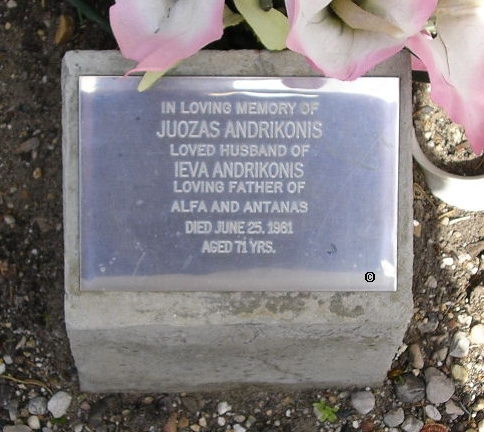 IN LOVING MEMORY OF
JUOZAS ANDRIKONIS
LOVED HUSBAND OF
IEVA ANDRIKONIS
LOVING FATHER OF
ALFA AND ANTANAS
DIED JUNE 25, 1961
AGED 71 YRS.
©